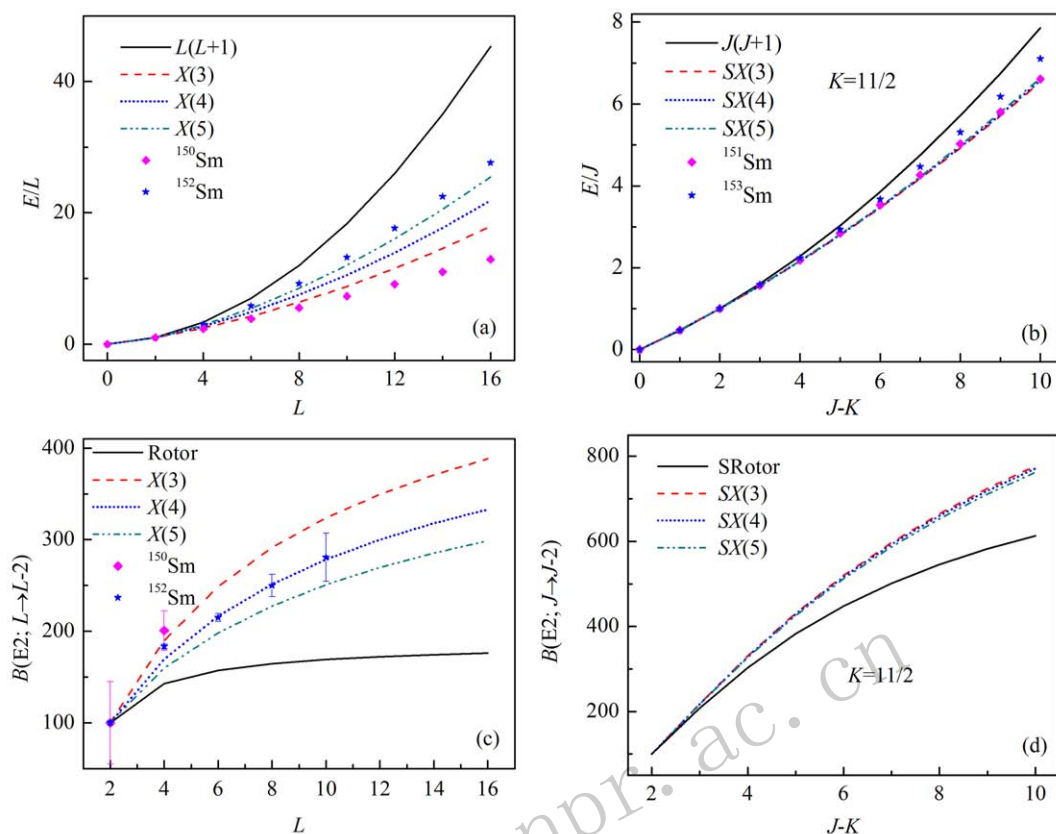 L(L+1)
X(3)
X(4)
X(5)
¹⁵⁰Sm
¹⁵²Sm
E/L
40
20
0
0 4 8 12 16
L
(a)
J(J+1)
SX(3)
SX(4)
SX(5)
¹⁵¹Sm
¹⁵³Sm
K=11/2
E/J
8
6
4
2
0
0 2 4 6 8 10
J-K
(b)
Rotor
X(3)
X(4)
X(5)
¹⁵⁰Sm
¹⁵²Sm
B(E2; L→L-2)
400
300
200
100
2 4 6 8 10 12 14 16
L
(c)
SRotor
SX(3)
SX(4)
SX(5)
K=11/2
B(E2; J→J-2)
800
600
400
200
2 4 6 8 10
J-K
(d)
npr.ac.cn